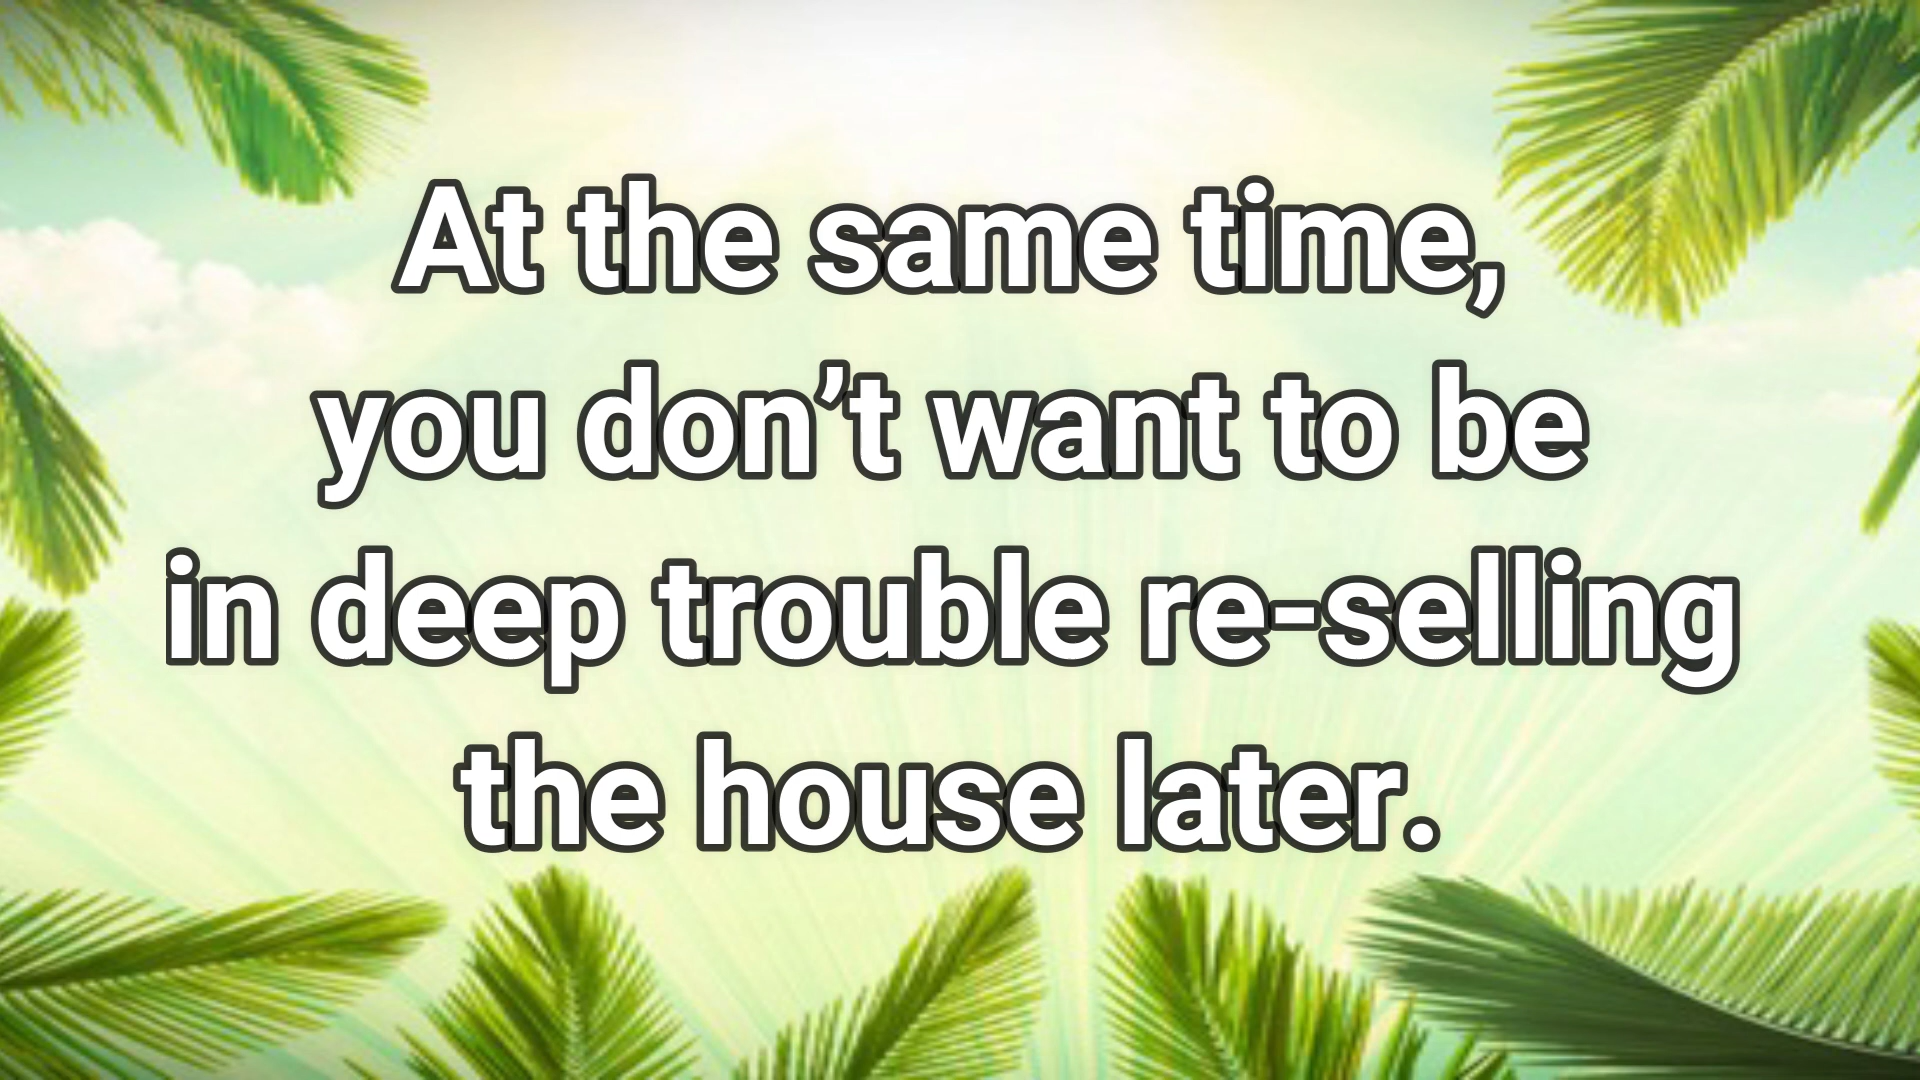 At the same time,
you don’t want to be
in deep trouble re-selling
the house later.